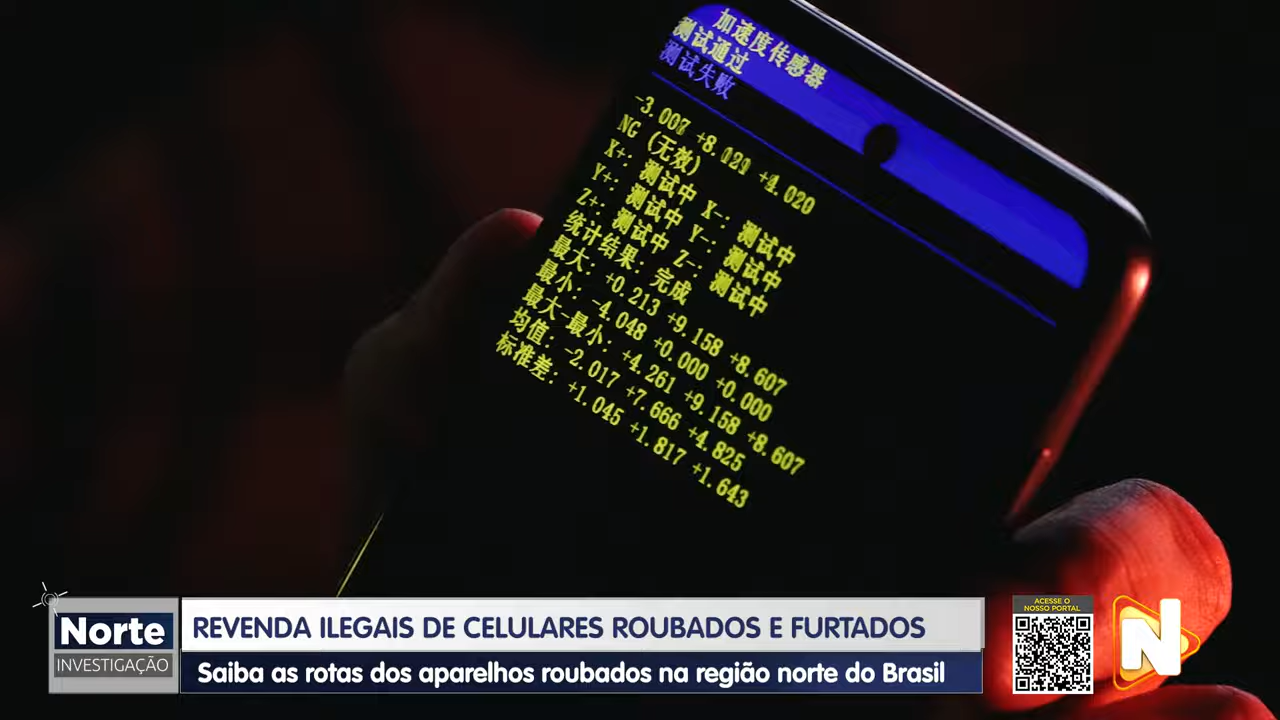 加速度传感器
测试通过
测试失败
-3.007 +8.029 +4.020
NG (无效)
X+: 测试中 X-: 测试中
Y+: 测试中 Y-: 测试中
Z+: 测试中 Z-: 测试中
统计结果: 完成
最大: +0.213 +9.158 +8.607
最小: -4.048 +0.000 +0.000
最大-最小: +4.261 +9.158 +8.607
均值: -2.017 +7.666 +4.825
标准差: +1.045 +1.817 +1.643
Norte
INVESTIGAÇÃO
REVENDA ILEGAIS DE CELULARES ROUBADOS E FURTADOS
Saiba as rotas dos aparelhos roubados na região norte do Brasil
ACESSE O
NOSSO PORTAL
N